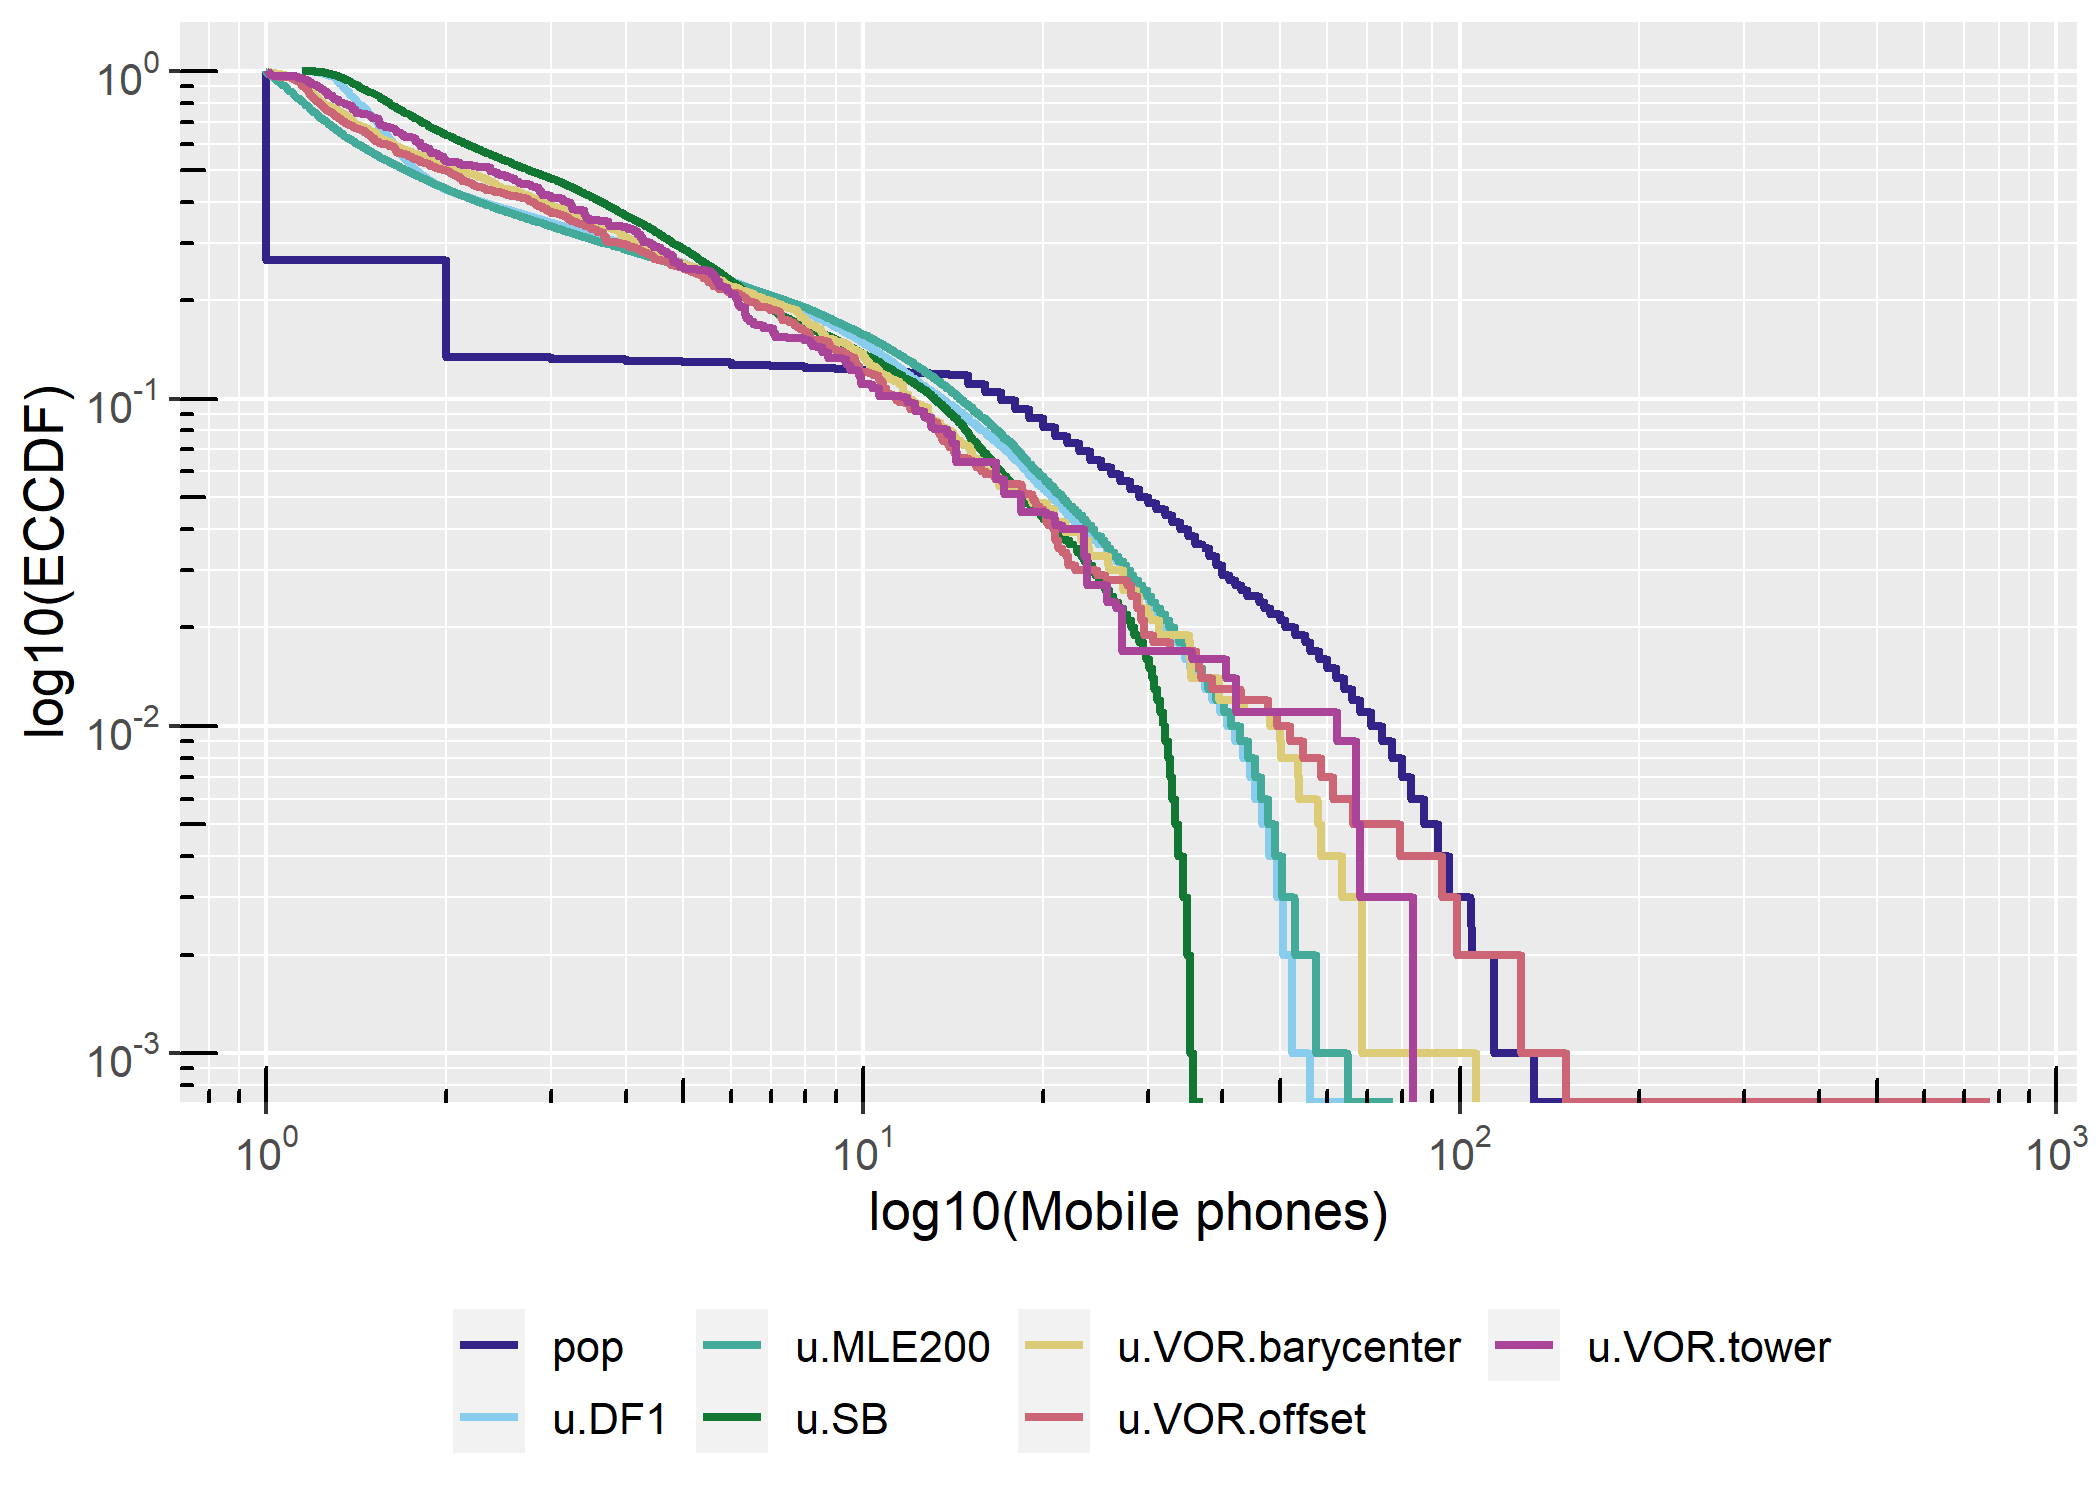 10^0
10^-1
10^-2
10^-3
log10(ECCDF)
10^0 10^1 10^2 10^3
log10(Mobile phones)
pop u.MLE200 u.VOR.barycenter u.VOR.tower
u.DF1 u.SB u.VOR.offset